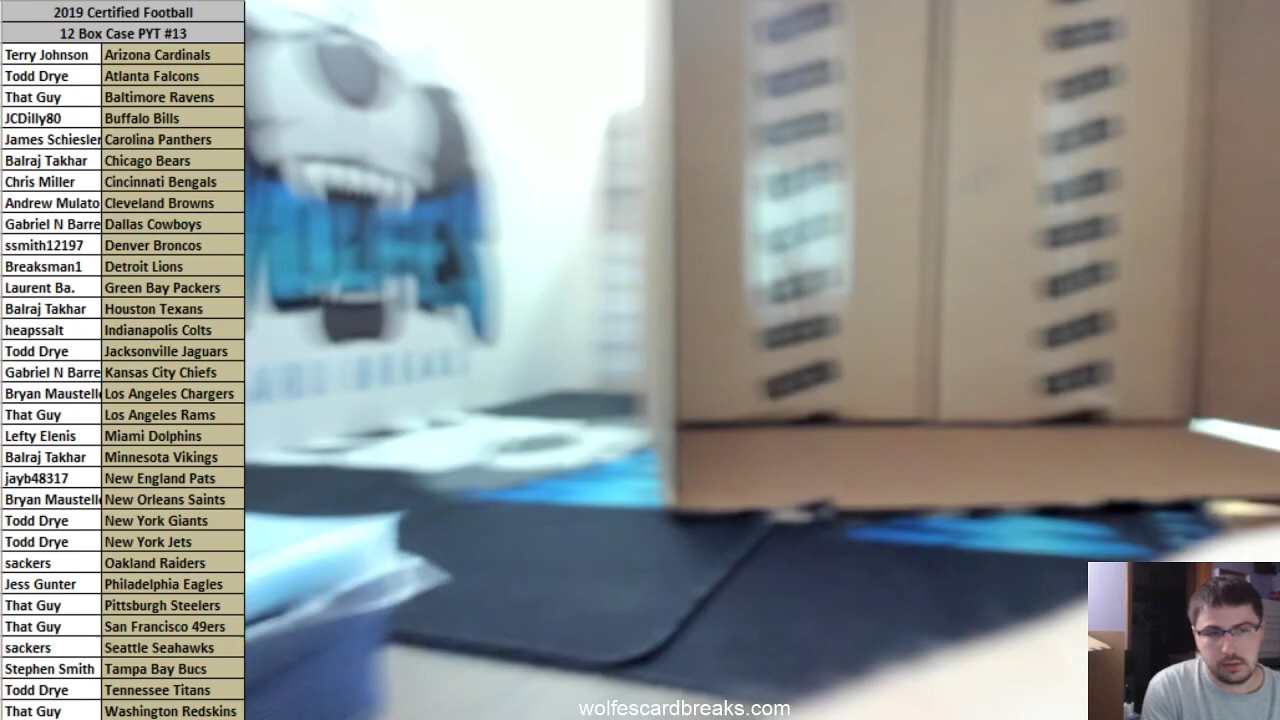 2019 Certified Football
12 Box Case PYT #13
Terry Johnson Arizona Cardinals
Todd Drye Atlanta Falcons
That Guy Baltimore Ravens
JCDilly80 Buffalo Bills
James Schiesler Carolina Panthers
Balraj Takhar Chicago Bears
Chris Miller Cincinnati Bengals
Andrew Mulato Cleveland Browns
Gabriel N Barre Dallas Cowboys
ssmith12197 Denver Broncos
Breaksman1 Detroit Lions
Laurent Ba. Green Bay Packers
Balraj Takhar Houston Texans
heapssalt Indianapolis Colts
Todd Drye Jacksonville Jaguars
Gabriel N Barre Kansas City Chiefs
Bryan Maustelle Los Angeles Chargers
That Guy Los Angeles Rams
Lefty Elenis Miami Dolphins
Balraj Takhar Minnesota Vikings
jayb48317 New England Pats
Bryan Maustelle New Orleans Saints
Todd Drye New York Giants
Todd Drye New York Jets
sackers Oakland Raiders
Jess Gunter Philadelphia Eagles
That Guy Pittsburgh Steelers
That Guy San Francisco 49ers
sackers Seattle Seahawks
Stephen Smith Tampa Bay Bucs
Todd Drye Tennessee Titans
That Guy Washington Redskins
wolfescardbreaks.com